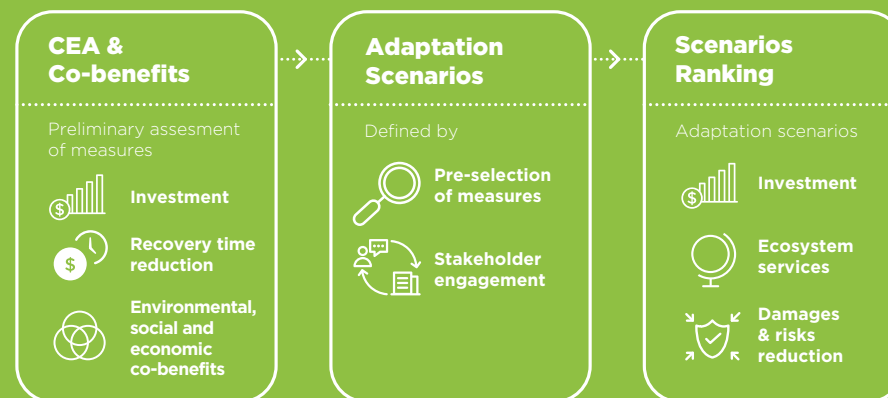 CEA &
Co-benefits
Preliminary assesment
of measures
$
Investment
$
Recovery time
reduction
Environmental,
social and
economic
co-benefits
Adaptation
Scenarios
Defined by
Pre-selection
of measures
Stakeholder
engagement
Scenarios
Ranking
Adaptation scenarios
$
Investment
Ecosystem
services
Damages
& risks
reduction